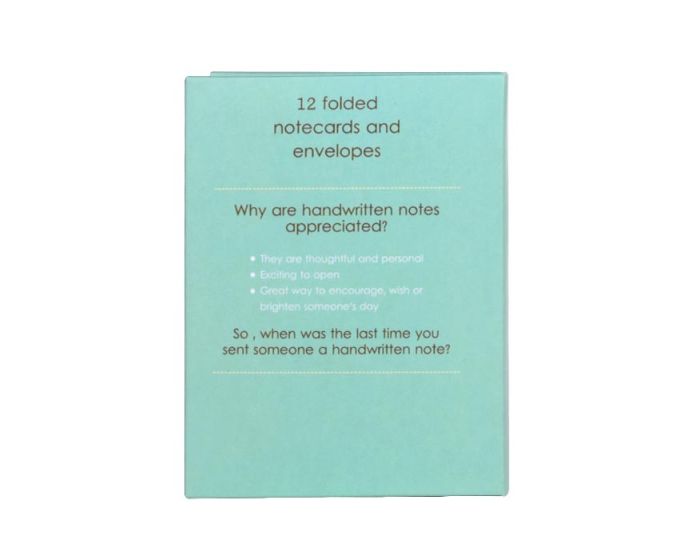 12 folded
notecards and
envelopes
Why are handwritten notes
appreciated?
• They are thoughtful and personal
• Exciting to open
• Great way to encourage, wish or
brighten someone's day
So , when was the last time you
sent someone a handwritten note?